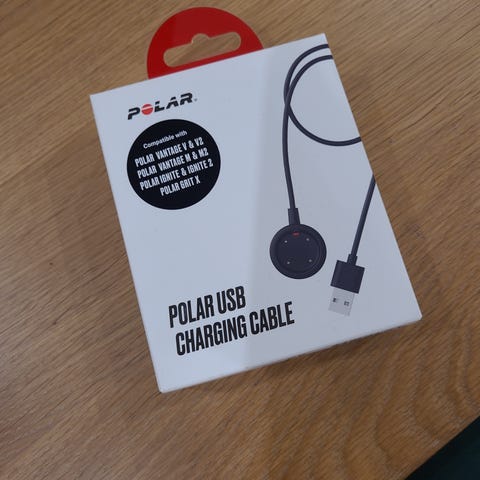 POLAR®
Compatible with
POLAR VANTAGE V & V2
POLAR VANTAGE M & M2
POLAR IGNITE & IGNITE 2
POLAR GRIT X
POLAR USB
CHARGING CABLE